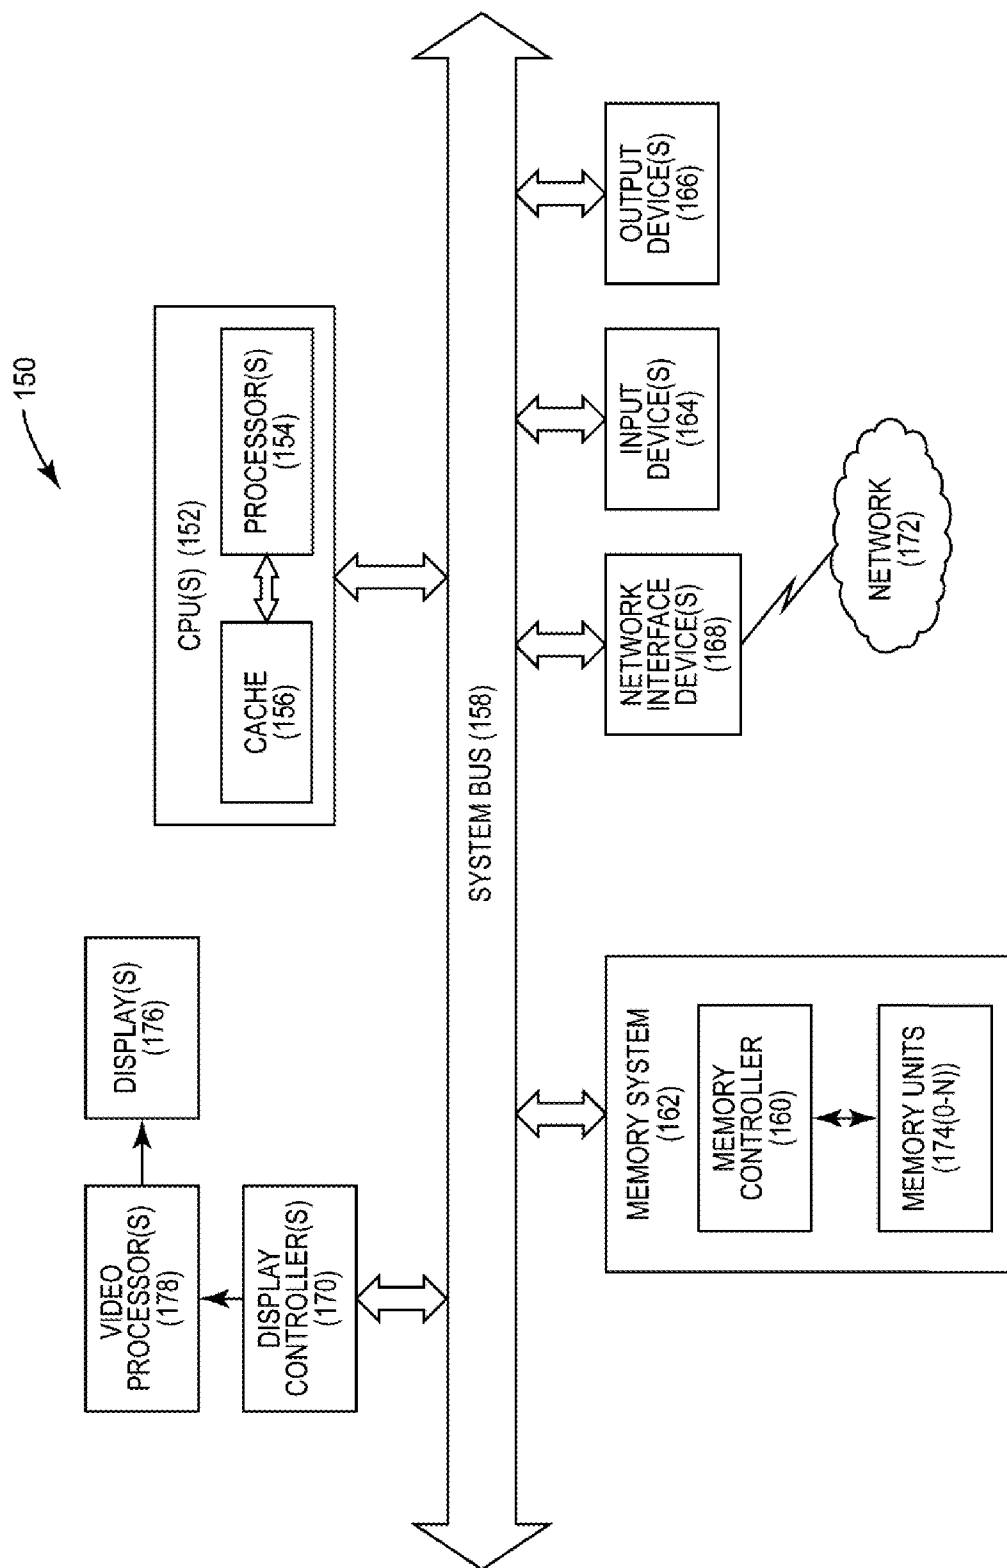 150
VIDEO
PROCESSOR(S)
(178)
DISPLAY(S)
(176)
DISPLAY
CONTROLLER(S)
(170)
CPU(S) (152)
CACHE
(156)
PROCESSOR(S)
(154)
SYSTEM BUS (158)
MEMORY SYSTEM
(162)
MEMORY
CONTROLLER
(160)
MEMORY UNITS
(174(0-N))
NETWORK
INTERFACE
DEVICE(S)
(168)
INPUT
DEVICE(S)
(164)
OUTPUT
DEVICE(S)
(166)
NETWORK
(172)